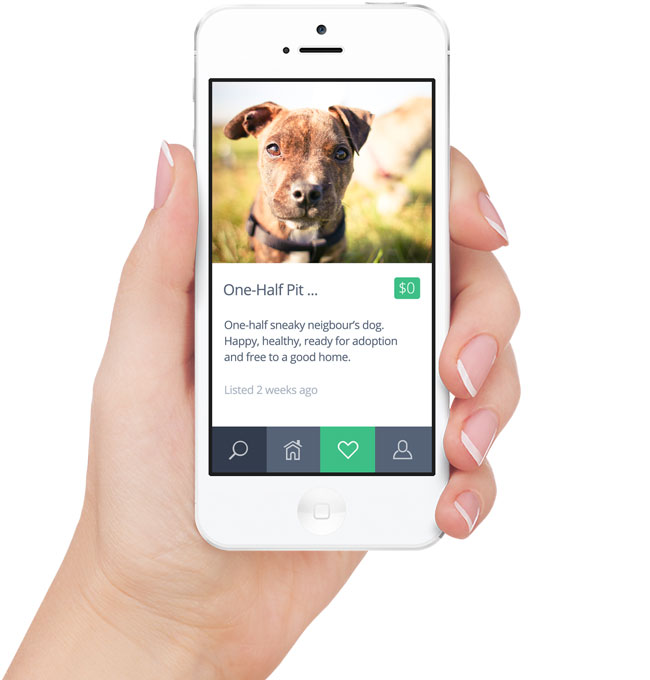 One-Half Pit ...
$0
One-half sneaky neigbour's dog.
Happy, healthy, ready for adoption
and free to a good home.
Listed 2 weeks ago